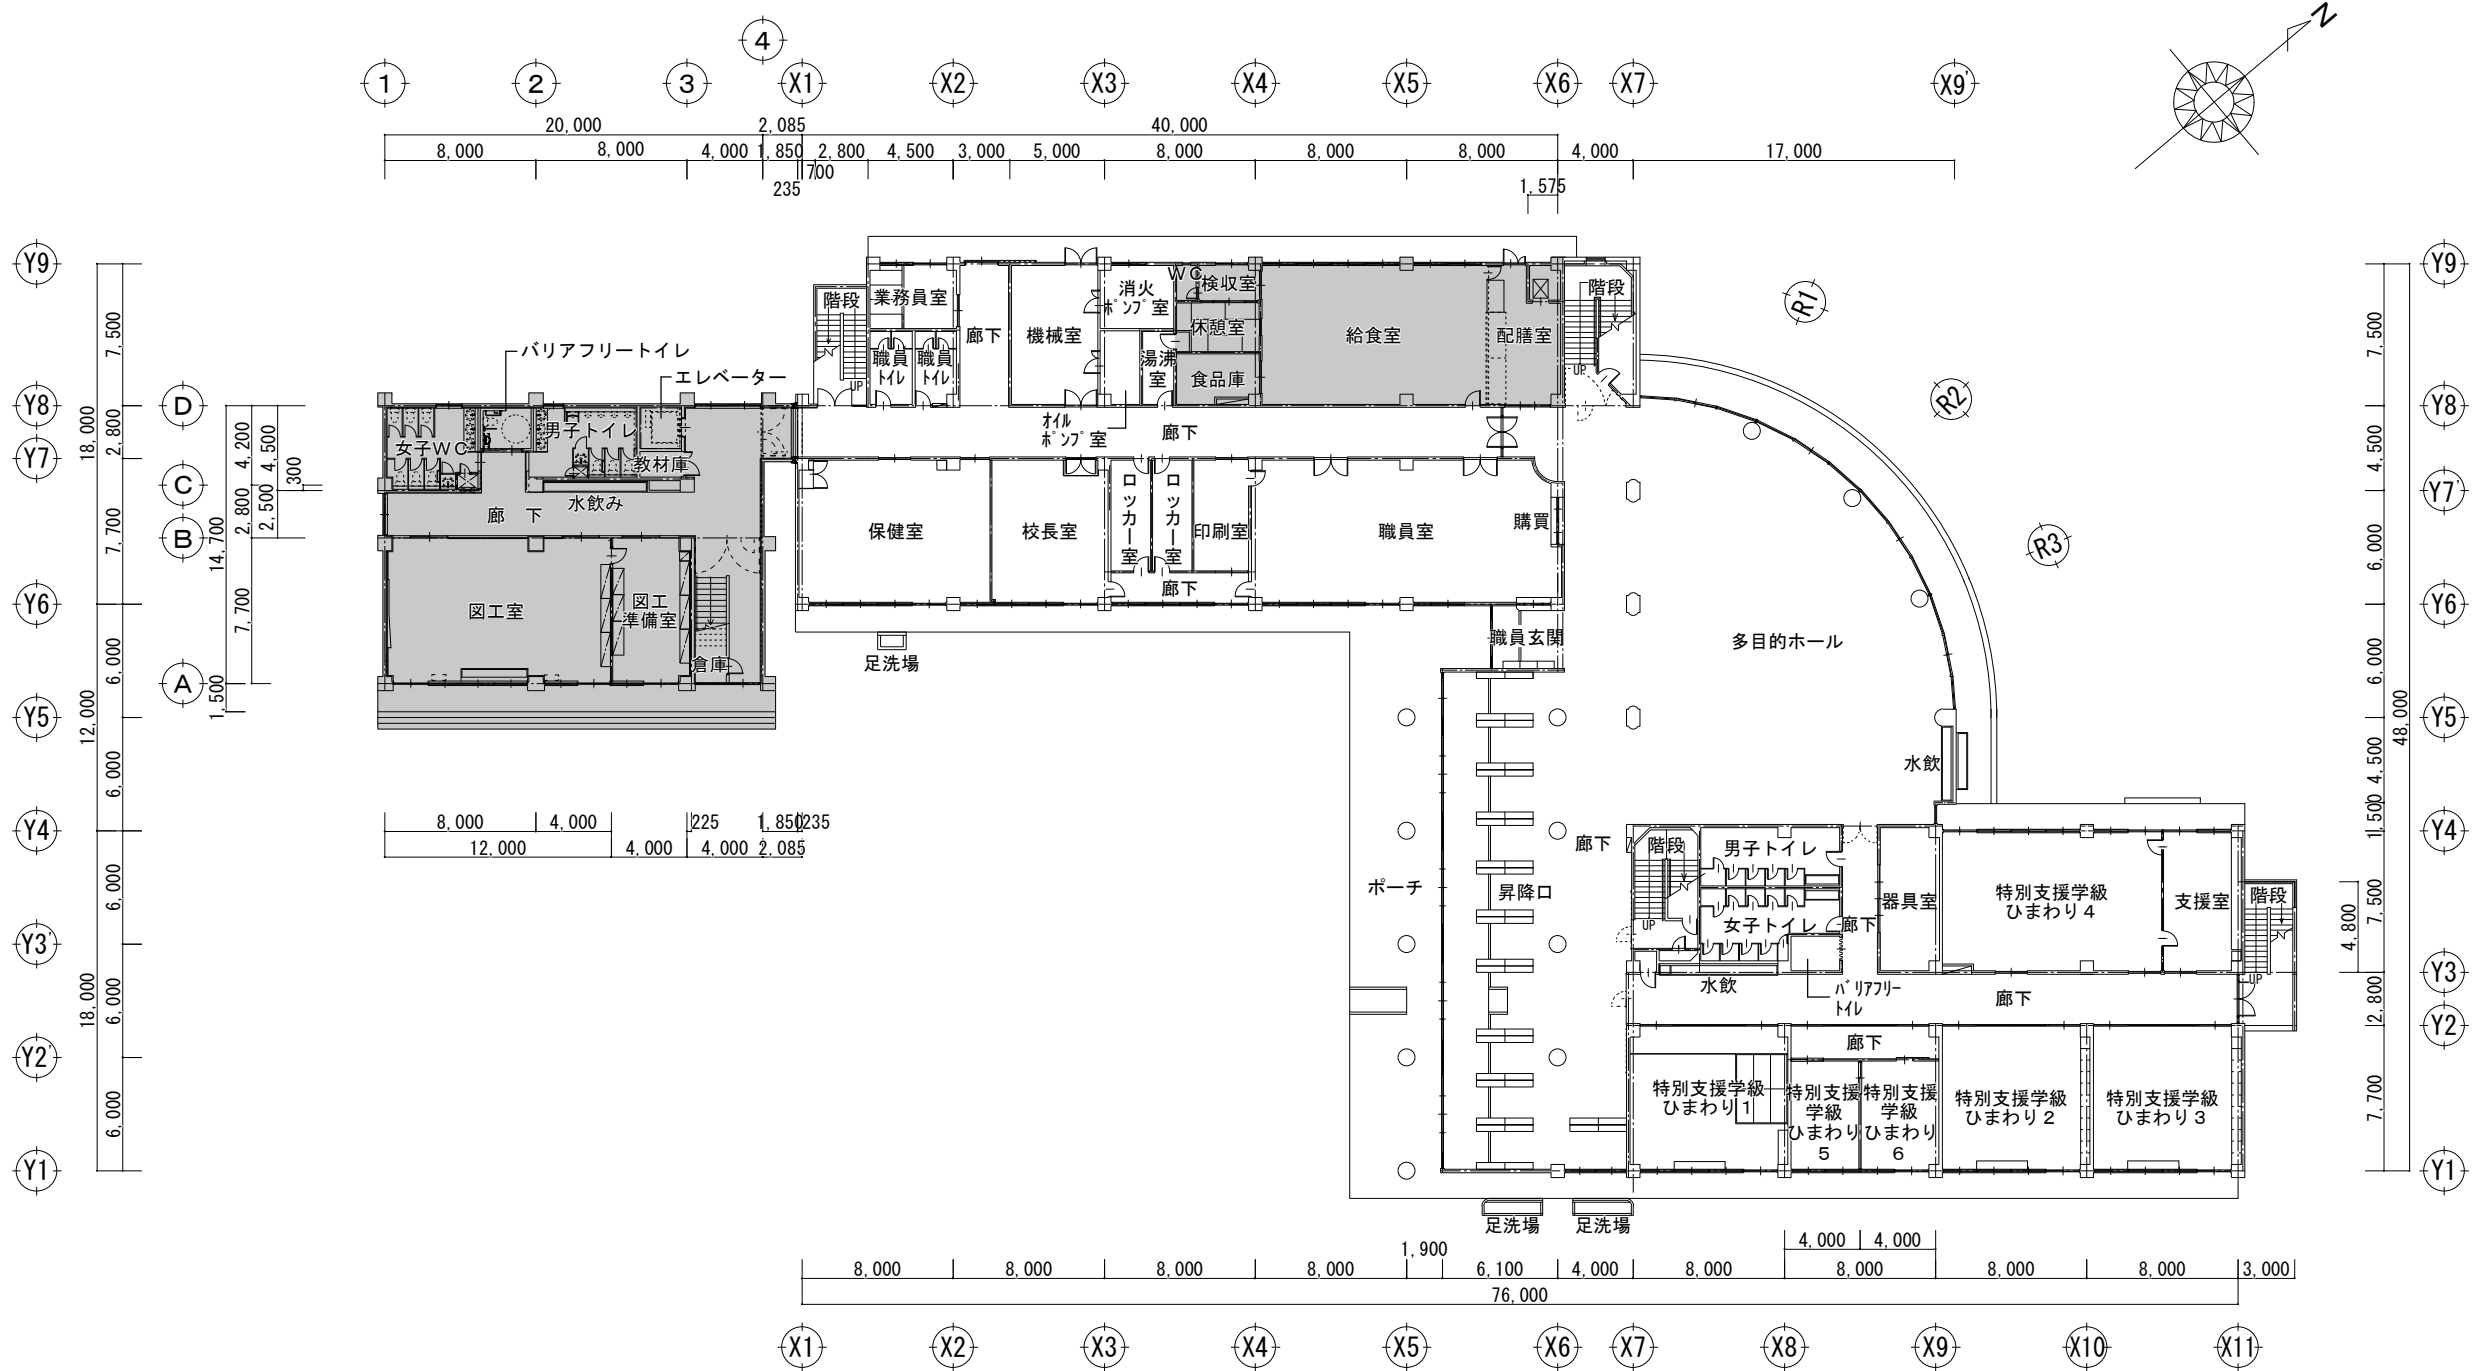 N
4
1 2 3 X1 X2 X3 X4 X5 X6 X7 X9'
20,000 2,085 40,000
8,000 8,000 4,000 1,850 2,800 4,500 3,000 5,000 8,000 8,000 8,000 4,000 17,000
700
235
1,575
Y9
Y8
Y7
Y6
Y5
Y4
Y3'
Y3
Y2'
Y1
D
C
B
A
7,500
18,000
2,800
7,700
6,000
12,000
6,000
6,000
18,000
6,000
6,000
4,200
4,500
300
2,800
2,500
14,700
7,700
1,500
バリアフリートイレ
エレベーター
女子WC
男子トイレ
教材庫
水飲み
廊 下
図工室
図工
準備室
倉庫
8,000 4,000 225 1,850 235
12,000 4,000 4,000 2,085
階段
UP
業務員室
職員
トイレ
職員
トイレ
廊下
機械室
消火
ポンプ室
WC
検収室
休憩室
湯沸
室
食品庫
給食室
配膳室
階段
UP
オイル
ポンプ室
廊下
保健室
校長室
ロッカー室
ロッカー室
印刷室
廊下
職員室
購買
足洗場
職員玄関
多目的ホール
R1
R2
R3
水飲
廊下
ポーチ
昇降口
階段
UP
男子トイレ
女子トイレ
廊下
器具室
特別支援学級
ひまわり4
支援室
階段
UP
水飲
バリアフリー
トイレ
廊下
廊下
特別支援学級
ひまわり1
特別支援
学級
ひまわり
5
特別支援
学級
ひまわり
6
特別支援学級
ひまわり2
特別支援学級
ひまわり3
足洗場 足洗場
Y9
Y8
Y7'
Y6
Y5
Y4
Y3
Y2
Y1
7,500
4,500
6,000
6,000
48,000
4,500
1,500
7,500
4,800
2,800
7,700
4,000 4,000
1,900
8,000 8,000 8,000 8,000 6,100 4,000 8,000 8,000 8,000 8,000 3,000
76,000
X1 X2 X3 X4 X5 X6 X7 X8 X9 X10 X11